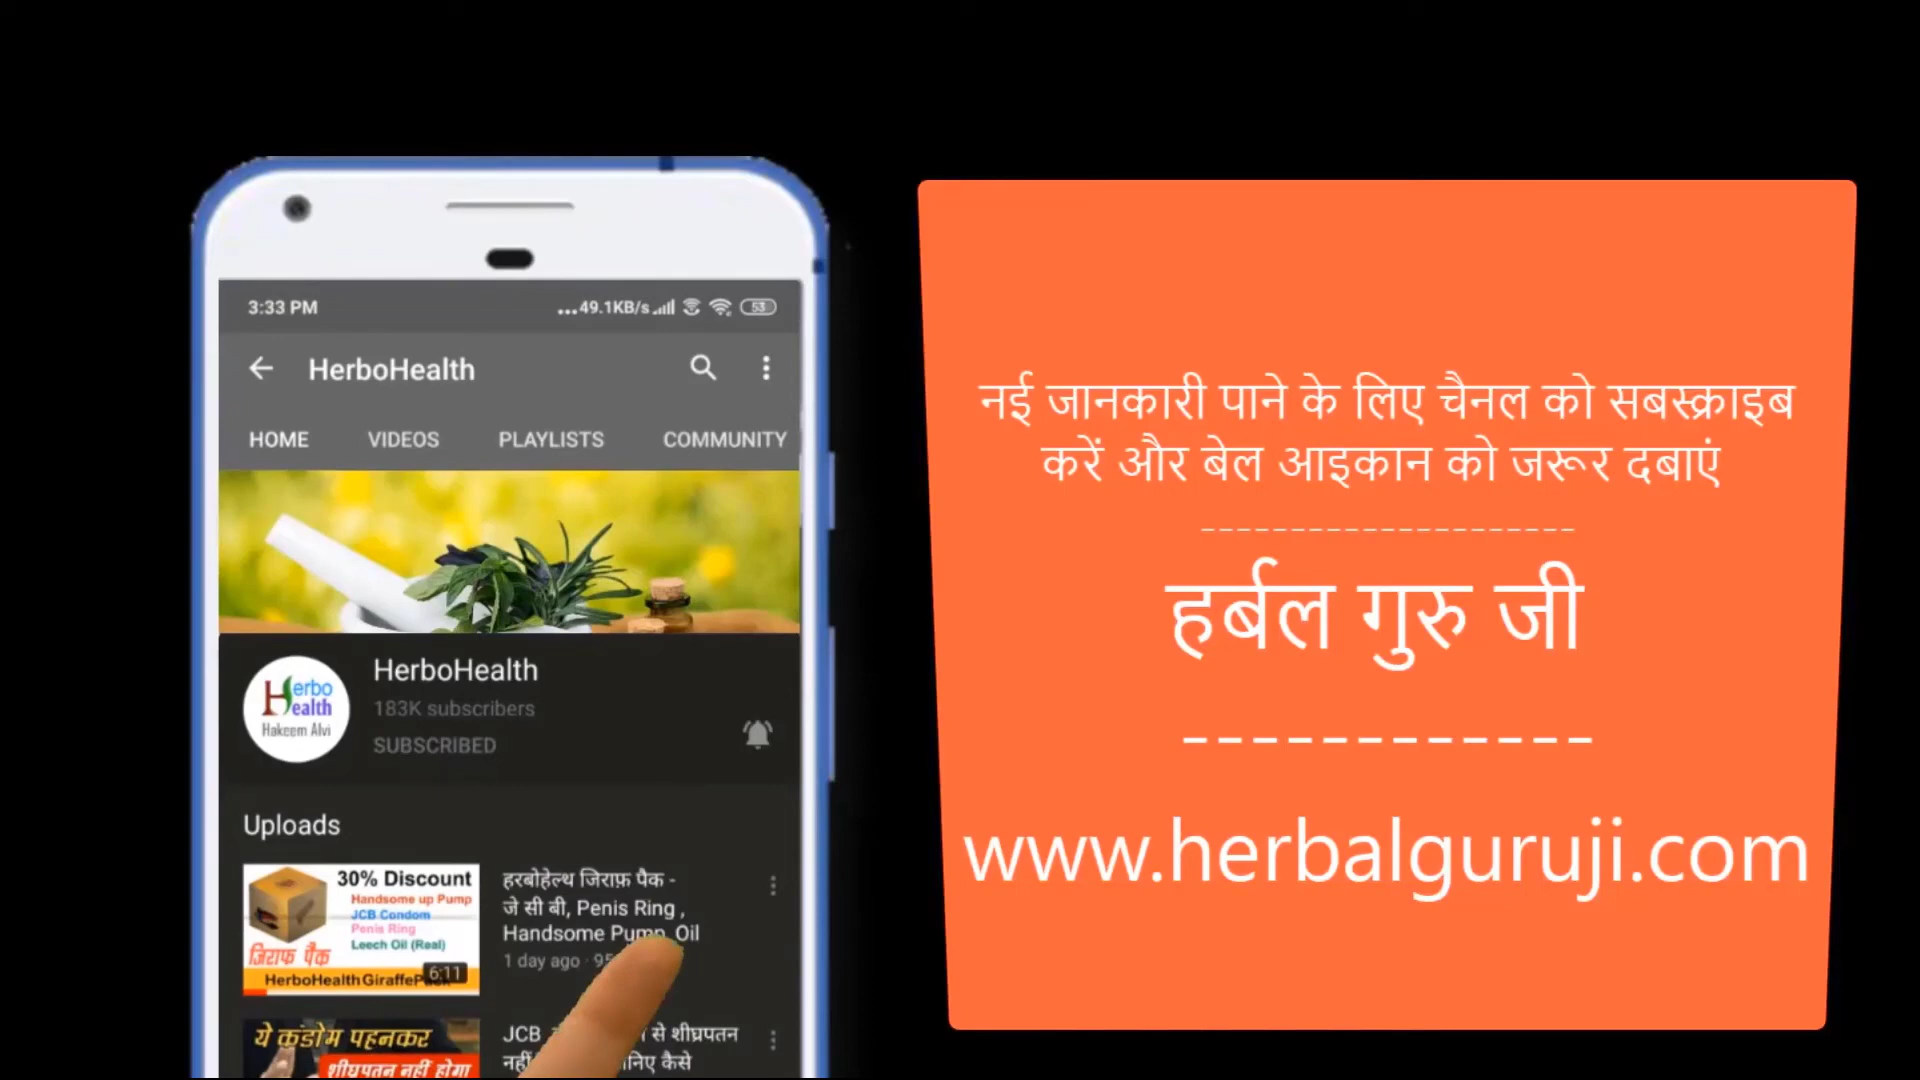 3:33 PM
...49.1KB/s
53
HerboHealth
HOME VIDEOS PLAYLISTS COMMUNITY
Herbo
Health
Hakeem Alvi
HerboHealth
183K subscribers
SUBSCRIBED
Uploads
30% Discount
Handsome up Pump
JCB Condom
Penis Ring
Leech Oil (Real)
जिराफ पैक
HerboHealth
6:11
हरबोहेल्थ जिराफ़ पैक -
जे सी बी, Penis Ring ,
Handsome Pump, Oil
1 day ago
ये कंडोम पहनकर
शीघ्रपतन नहीं होगा
JCB
से शीघ्रपतन
कैसे
नई जानकारी पाने के लिए चैनल को सबस्क्राइब
करें और बेल आइकान को जरूर दबाएं
---------------------
हर्बल गुरु जी
------------
www.herbalguruji.com